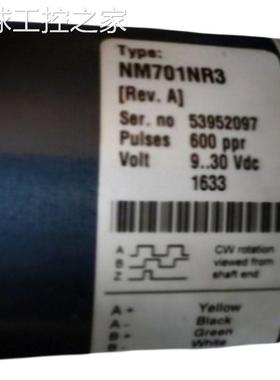 球工控之家
Type:
NM701NR3
[Rev. A]
Ser. no 53952097
Pulses 600 ppr
Volt 9..30 Vdc
1633
A CW rotation
B viewed from
Z shaft end
A + Yellow
A - Black
B + Green
B - White